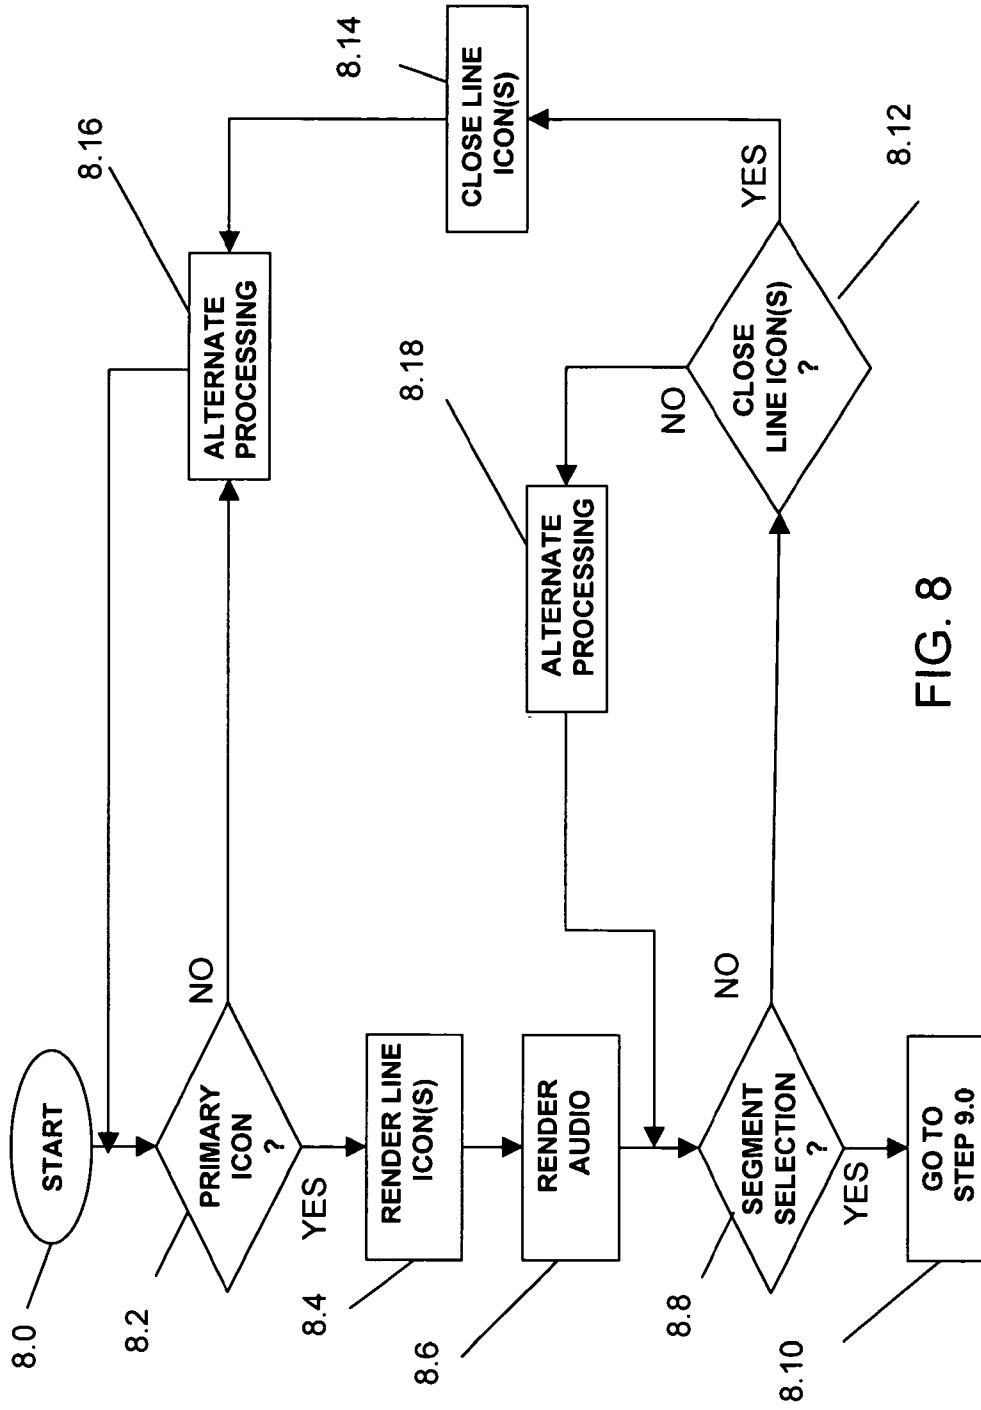 8.0
START
8.2
PRIMARY
ICON
?
NO
YES
8.4
RENDER LINE
ICON(S)
8.6
RENDER
AUDIO
8.8
SEGMENT
SELECTION
?
NO
YES
8.10
GO TO
STEP 9.0
8.16
ALTERNATE
PROCESSING
8.14
CLOSE LINE
ICON(S)
8.18
ALTERNATE
PROCESSING
NO
YES
8.12
CLOSE
LINE ICON(S)
?
FIG. 8